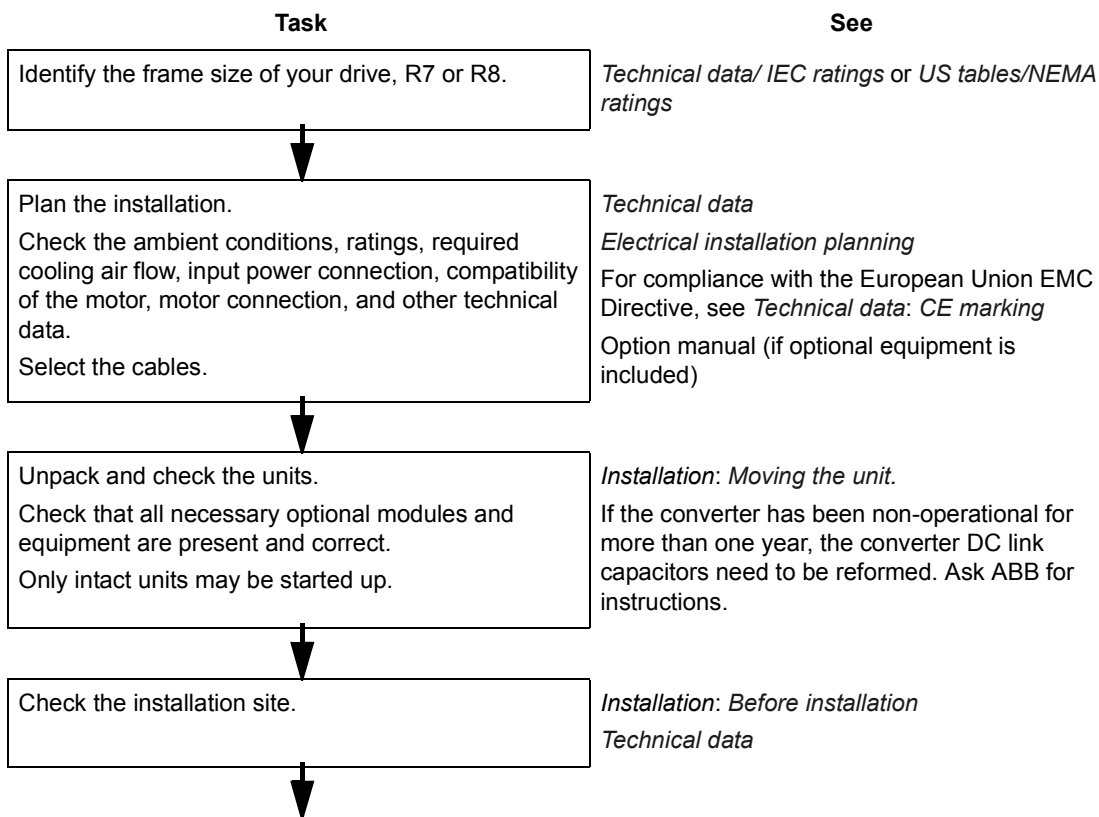 Task
See
Identify the frame size of your drive, R7 or R8.
Technical data/ IEC ratings or US tables/NEMA
ratings
Plan the installation.
Check the ambient conditions, ratings, required
cooling air flow, input power connection, compatibility
of the motor, motor connection, and other technical
data.
Select the cables.
Technical data
Electrical installation planning
For compliance with the European Union EMC
Directive, see Technical data: CE marking
Option manual (if optional equipment is
included)
Unpack and check the units.
Check that all necessary optional modules and
equipment are present and correct.
Only intact units may be started up.
Installation: Moving the unit.
If the converter has been non-operational for
more than one year, the converter DC link
capacitors need to be reformed. Ask ABB for
instructions.
Check the installation site.
Installation: Before installation
Technical data